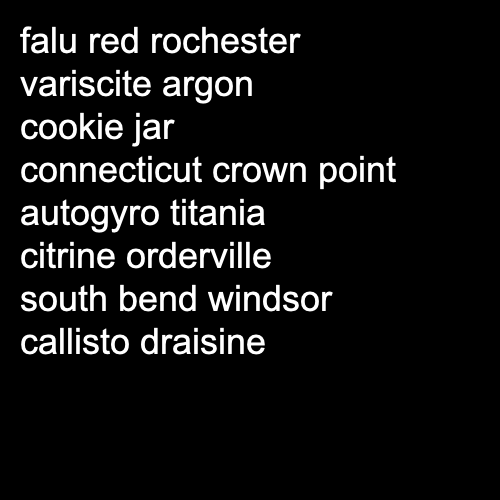 falu red rochester
variscite argon
cookie jar
connecticut crown point
autogyro titania
citrine orderville
south bend windsor
callisto draisine